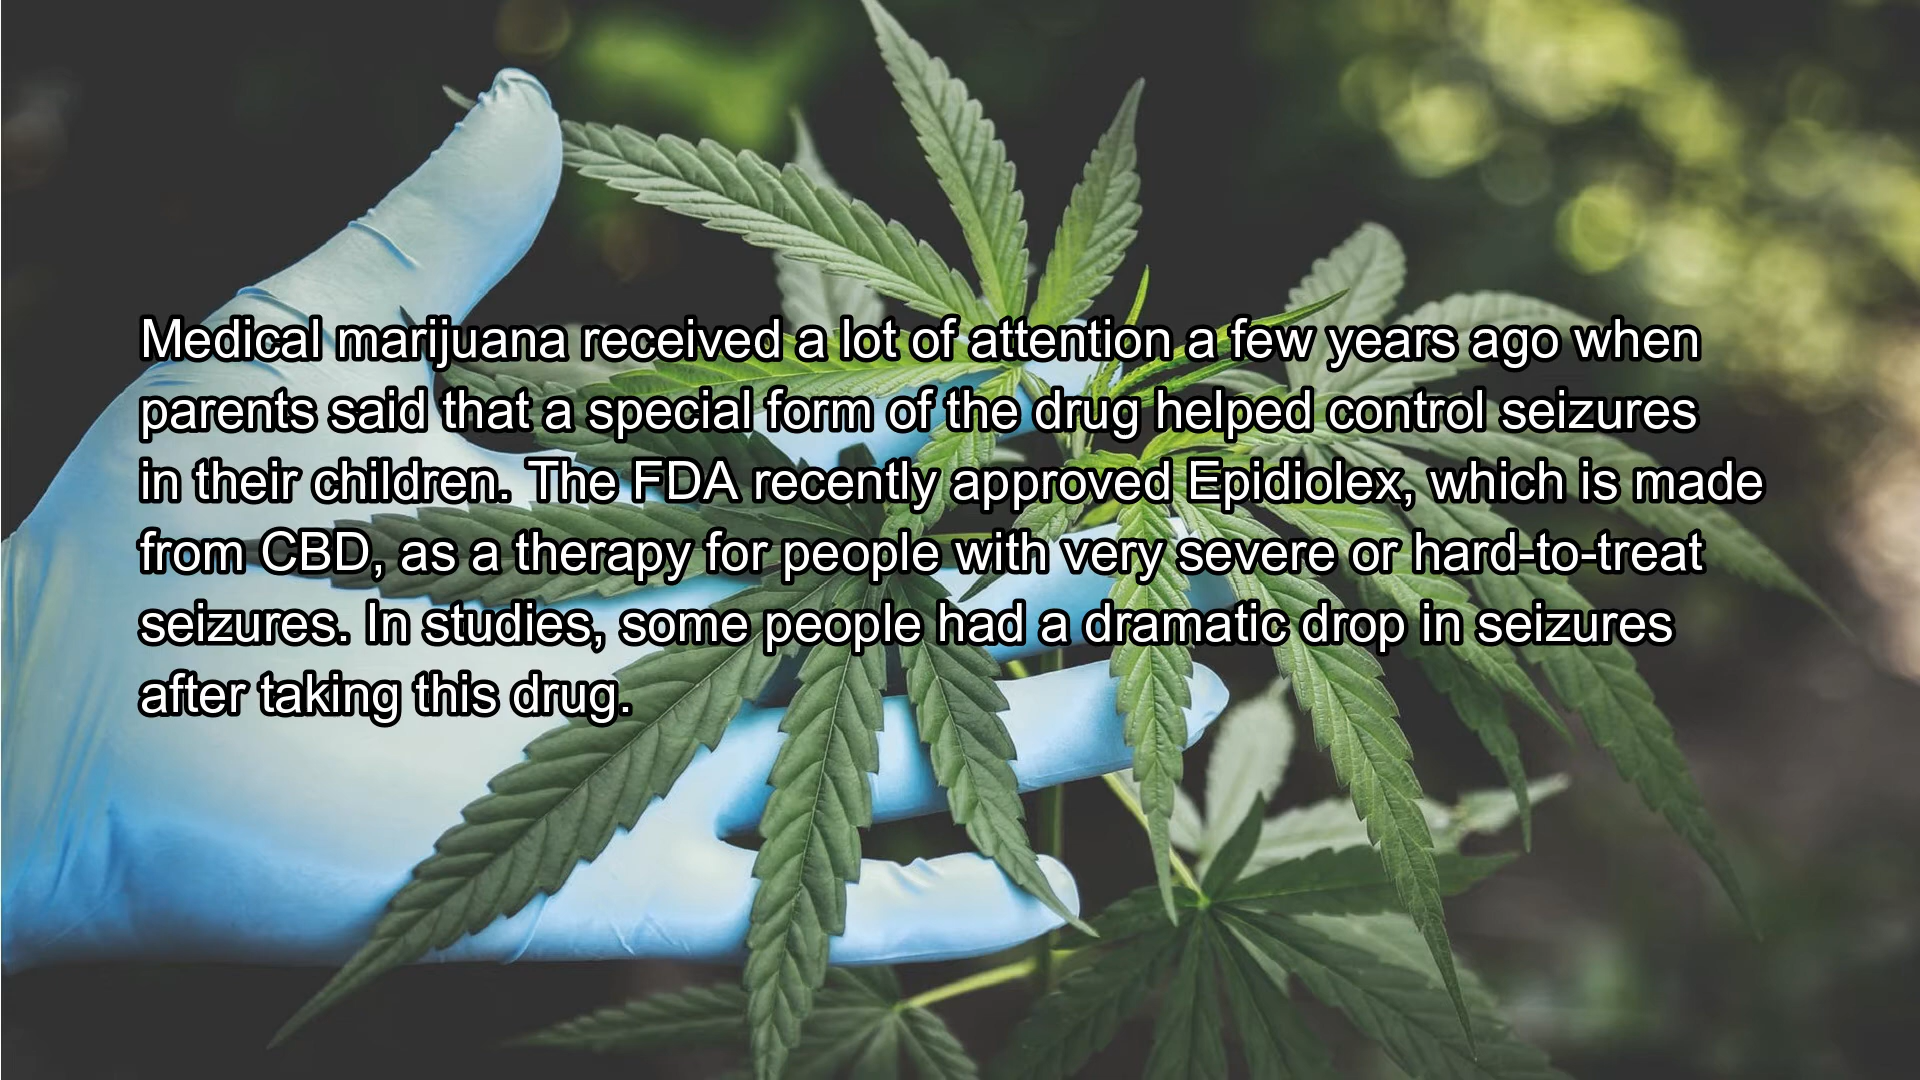 Medical marijuana received a lot of attention a few years ago when
parents said that a special form of the drug helped control seizures
in their children. The FDA recently approved Epidiolex, which is made
from CBD, as a therapy for people with very severe or hard-to-treat
seizures. In studies, some people had a dramatic drop in seizures
after taking this drug.